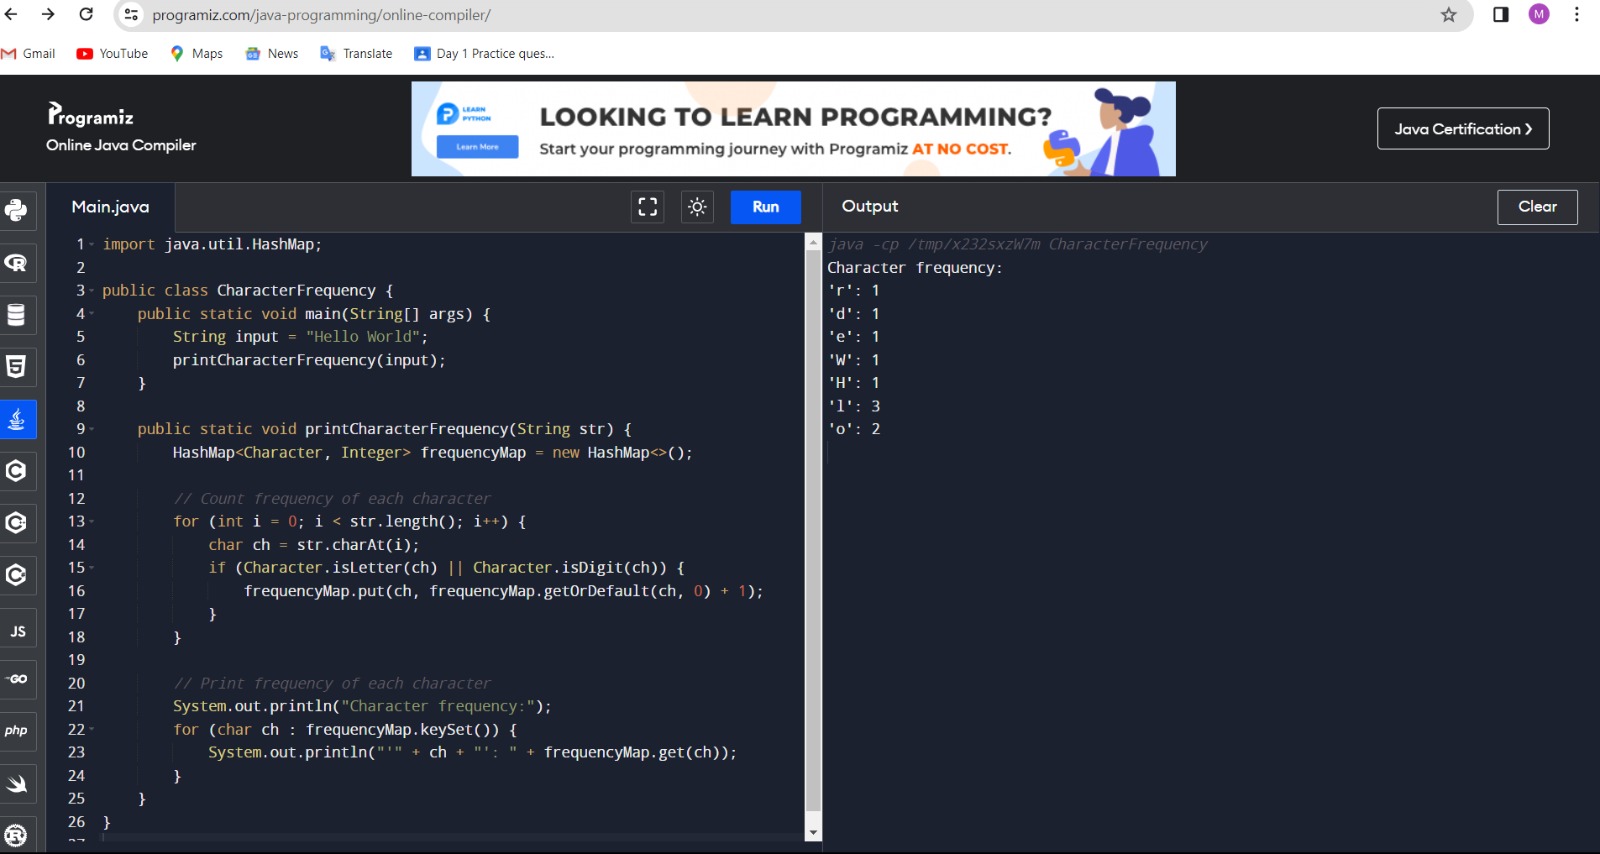 programiz.com/java-programming/online-compiler/
M
Gmail YouTube Maps News Translate Day 1 Practice ques...
Programiz
Online Java Compiler
LEARN PYTHON
Learn More
LOOKING TO LEARN PROGRAMMING?
Start your programming journey with Programiz AT NO COST.
Java Certification ❯
Main.java
Run
Output
Clear
1 import java.util.HashMap;
2
3 public class CharacterFrequency {
4     public static void main(String[] args) {
5         String input = "Hello World";
6         printCharacterFrequency(input);
7     }
8
9     public static void printCharacterFrequency(String str) {
10         HashMap<Character, Integer> frequencyMap = new HashMap<>();
11
12         // Count frequency of each character
13         for (int i = 0; i < str.length(); i++) {
14             char ch = str.charAt(i);
15             if (Character.isLetter(ch) || Character.isDigit(ch)) {
16                 frequencyMap.put(ch, frequencyMap.getOrDefault(ch, 0) + 1);
17             }
18         }
19
20         // Print frequency of each character
21         System.out.println("Character frequency:");
22         for (char ch : frequencyMap.keySet()) {
23             System.out.println("'" + ch + "': " + frequencyMap.get(ch));
24         }
25     }
26 }
java -cp /tmp/x232sxzW7m CharacterFrequency
Character frequency:
'r': 1
'd': 1
'e': 1
'W': 1
'H': 1
'l': 3
'o': 2
JS
GO
php